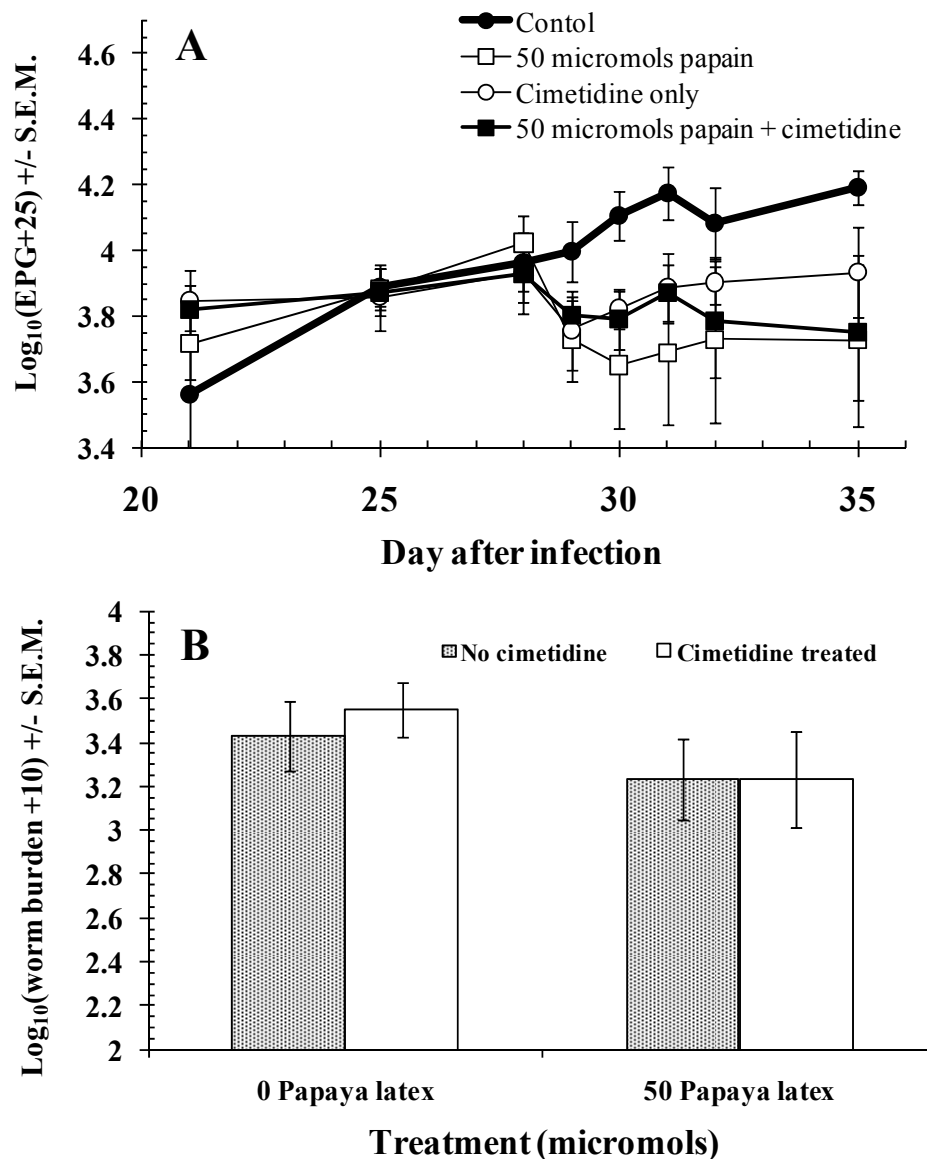 A
Contol
50 micromols papain
Cimetidine only
50 micromols papain + cimetidine
Log10(EPG+25) +/- S.E.M.
4.6
4.4
4.2
4
3.8
3.6
3.4
20 25 30 35
Day after infection
B
No cimetidine Cimetidine treated
Log10(worm burden +10) +/- S.E.M.
4
3.8
3.6
3.4
3.2
3
2.8
2.6
2.4
2.2
2
0 Papaya latex 50 Papaya latex
Treatment (micromols)